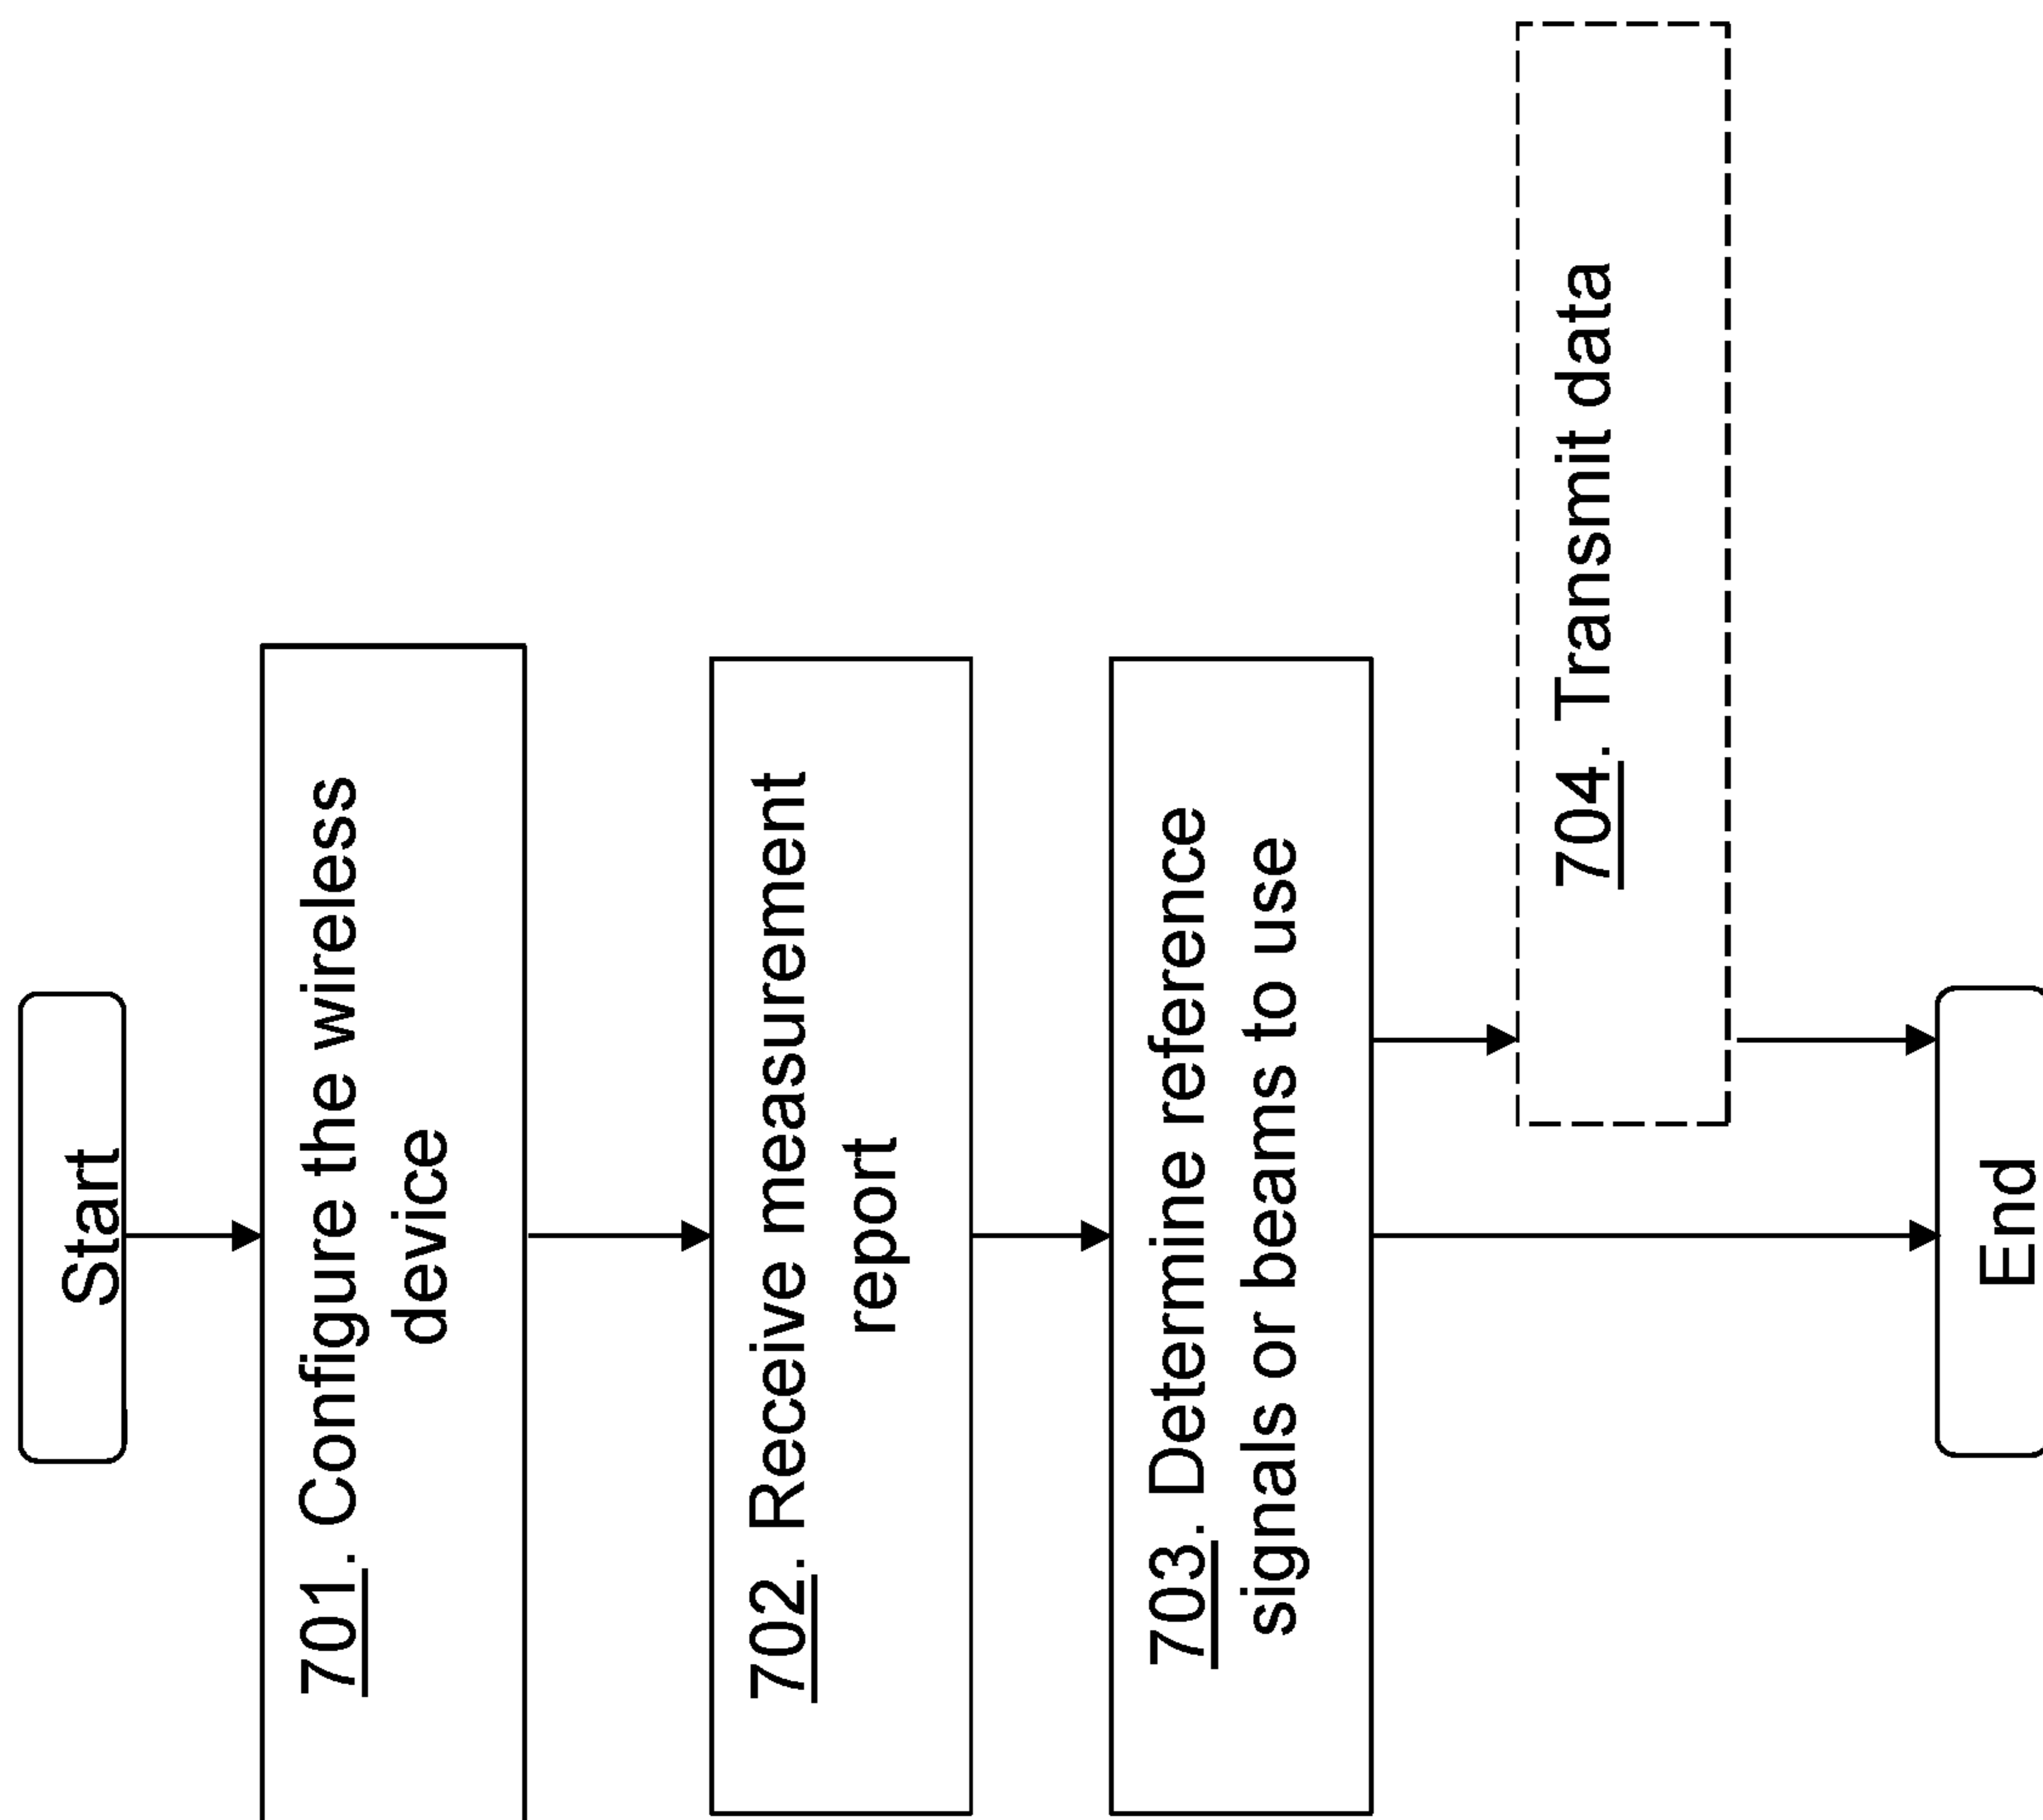 Start
701. Configure the wireless
device
702. Receive measurement
report
703. Determine reference
signals or beams to use
704. Transmit data
End